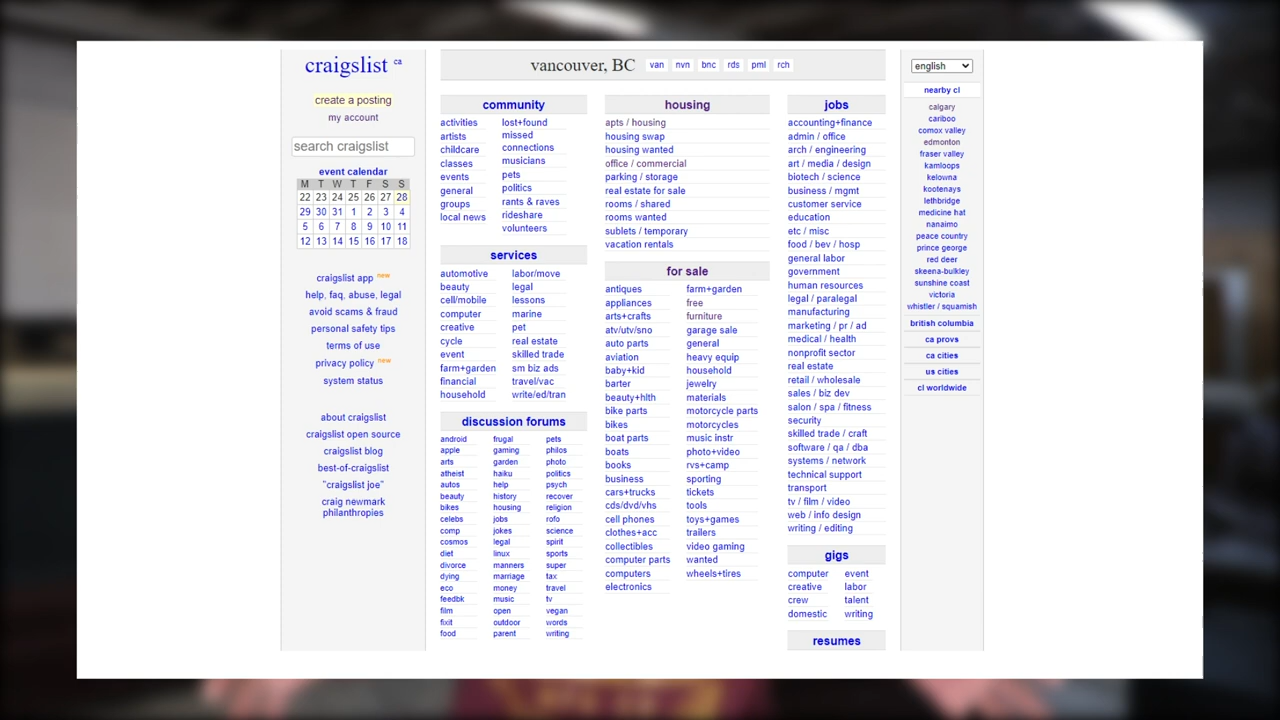 craigslist ca
create a posting
my account
search craigslist
event calendar
M T W T F S S
22 23 24 25 26 27 28
29 30 31 1 2 3 4
5 6 7 8 9 10 11
12 13 14 15 16 17 18
craigslist app new
help, faq, abuse, legal
avoid scams & fraud
personal safety tips
terms of use
privacy policy new
system status
about craigslist
craigslist open source
craigslist blog
best-of-craigslist
"craigslist joe"
craig newmark
philanthropies
vancouver, BC van nvn bnc rds pml rch
community
activities
artists
childcare
classes
events
general
groups
local news
lost+found
missed
connections
musicians
pets
politics
rants & raves
rideshare
volunteers
services
automotive
beauty
cell/mobile
computer
creative
cycle
event
farm+garden
financial
household
labor/move
legal
lessons
marine
pet
real estate
skilled trade
sm biz ads
travel/vac
write/ed/tran
discussion forums
android
apple
arts
atheist
autos
beauty
bikes
celebs
comp
cosmos
diet
divorce
dying
eco
feedbk
film
fixit
food
frugal
gaming
garden
haiku
help
history
housing
jobs
jokes
legal
linux
manners
marriage
money
music
open
outdoor
parent
pets
philos
photo
politics
psych
recover
religion
rofo
science
spirit
sports
super
tax
travel
tv
vegan
words
writing
housing
apts / housing
housing swap
housing wanted
office / commercial
parking / storage
real estate for sale
rooms / shared
rooms wanted
sublets / temporary
vacation rentals
for sale
antiques
appliances
arts+crafts
atv/utv/sno
auto parts
aviation
baby+kid
barter
beauty+hlth
bike parts
bikes
boat parts
boats
books
business
cars+trucks
cds/dvd/vhs
cell phones
clothes+acc
collectibles
computer parts
computers
electronics
farm+garden
free
furniture
garage sale
general
heavy equip
household
jewelry
materials
motorcycle parts
motorcycles
music instr
photo+video
rvs+camp
sporting
tickets
tools
toys+games
trailers
video gaming
wanted
wheels+tires
jobs
accounting+finance
admin / office
arch / engineering
art / media / design
biotech / science
business / mgmt
customer service
education
etc / misc
food / bev / hosp
general labor
government
human resources
legal / paralegal
manufacturing
marketing / pr / ad
medical / health
nonprofit sector
real estate
retail / wholesale
sales / biz dev
salon / spa / fitness
security
skilled trade / craft
software / qa / dba
systems / network
technical support
transport
tv / film / video
web / info design
writing / editing
gigs
computer
creative
crew
domestic
event
labor
talent
writing
resumes
english
nearby cl
calgary
cariboo
comox valley
edmonton
fraser valley
kamloops
kelowna
kootenays
lethbridge
medicine hat
nanaimo
peace country
prince george
red deer
skeena-bulkley
sunshine coast
victoria
whistler / squamish
british columbia
ca provs
ca cities
us cities
cl worldwide